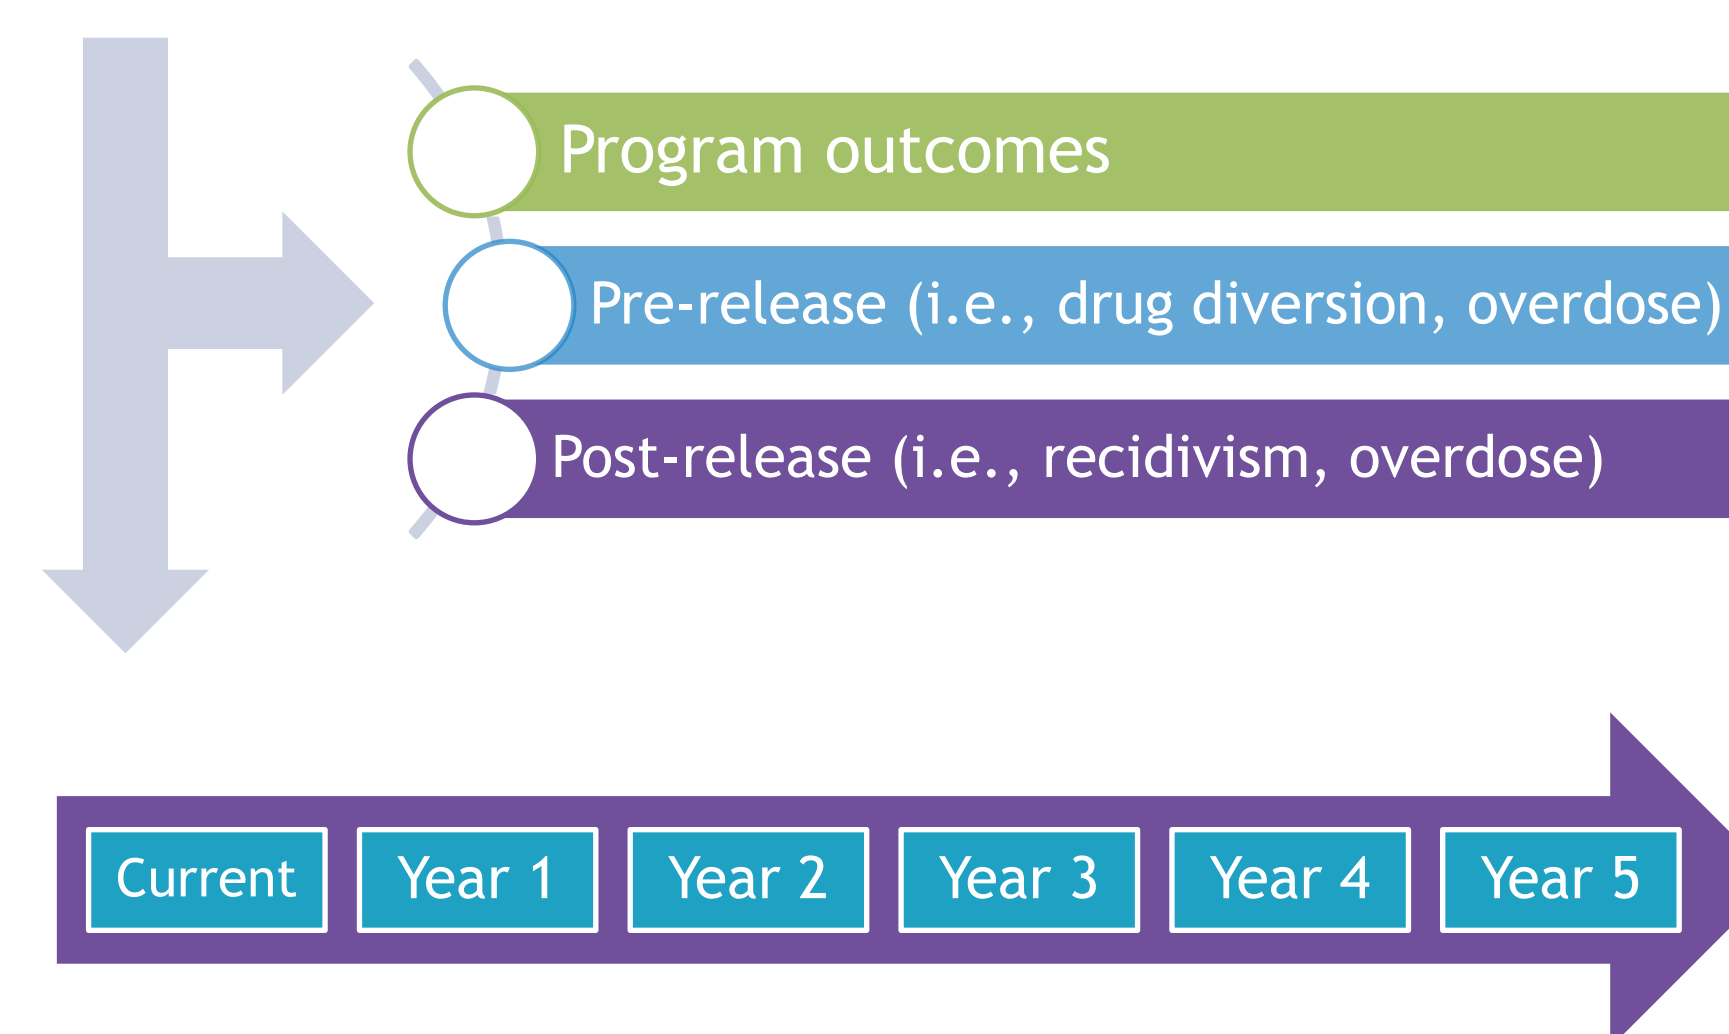 Program outcomes
Pre-release (i.e., drug diversion, overdose)
Post-release (i.e., recidivism, overdose)
Current Year 1 Year 2 Year 3 Year 4 Year 5